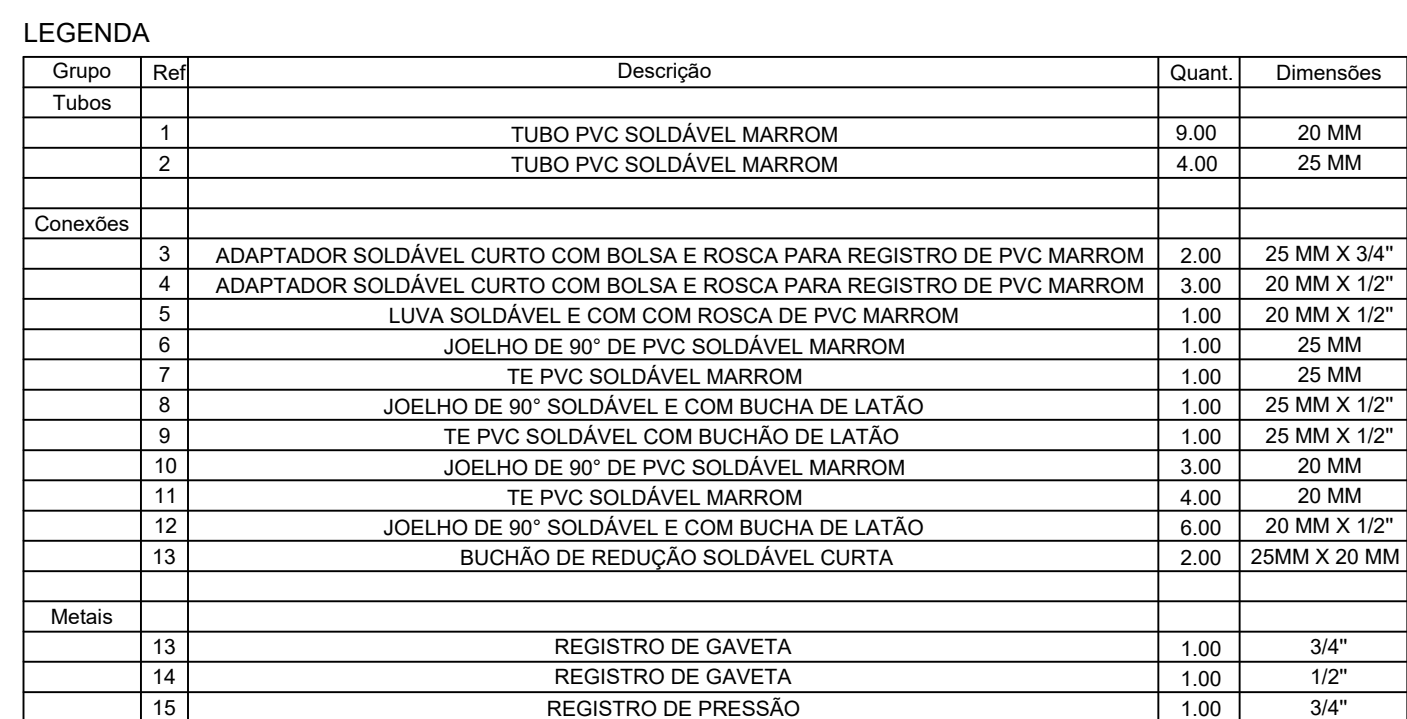 LEGENDA
Grupo Ref Descrição Quant. Dimensões
Tubos
1 TUBO PVC SOLDÁVEL MARROM 9.00 20 MM
2 TUBO PVC SOLDÁVEL MARROM 4.00 25 MM
Conexões
3 ADAPTADOR SOLDÁVEL CURTO COM BOLSA E ROSCA PARA REGISTRO DE PVC MARROM 2.00 25 MM X 3/4"
4 ADAPTADOR SOLDÁVEL CURTO COM BOLSA E ROSCA PARA REGISTRO DE PVC MARROM 3.00 20 MM X 1/2"
5 LUVA SOLDÁVEL E COM COM ROSCA DE PVC MARROM 1.00 20 MM X 1/2"
6 JOELHO DE 90° DE PVC SOLDÁVEL MARROM 1.00 25 MM
7 TE PVC SOLDÁVEL MARROM 1.00 25 MM
8 JOELHO DE 90° SOLDÁVEL E COM BUCHA DE LATÃO 1.00 25 MM X 1/2"
9 TE PVC SOLDÁVEL COM BUCHÃO DE LATÃO 1.00 25 MM X 1/2"
10 JOELHO DE 90° DE PVC SOLDÁVEL MARROM 3.00 20 MM
11 TE PVC SOLDÁVEL MARROM 4.00 20 MM
12 JOELHO DE 90° SOLDÁVEL E COM BUCHA DE LATÃO 6.00 20 MM X 1/2"
13 BUCHÃO DE REDUÇÃO SOLDÁVEL CURTA 2.00 25MM X 20 MM
Metais
13 REGISTRO DE GAVETA 1.00 3/4"
14 REGISTRO DE GAVETA 1.00 1/2"
15 REGISTRO DE PRESSÃO 1.00 3/4"